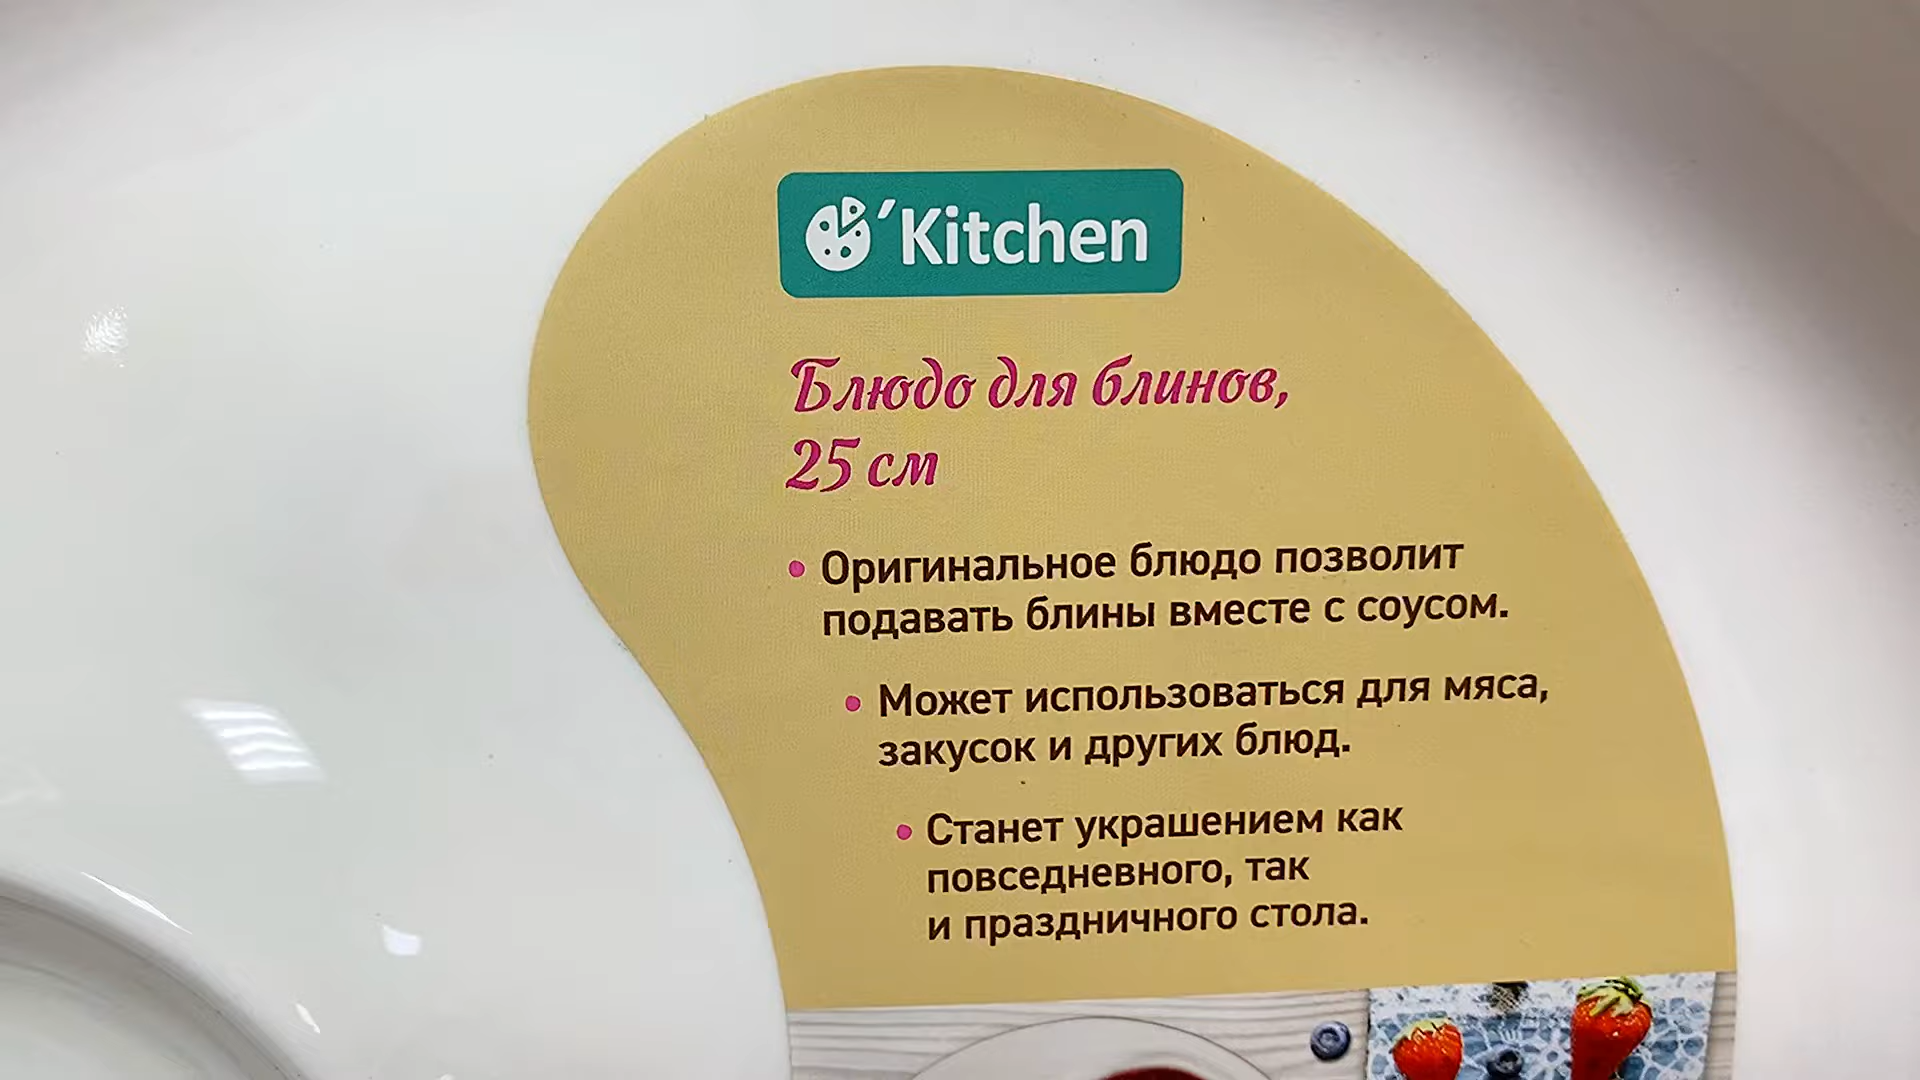 'Kitchen
Блюдо для блинов,
25 см
• Оригинальное блюдо позволит
подавать блины вместе с соусом.
• Может использоваться для мяса,
закусок и других блюд.
• Станет украшением как
повседневного, так
и праздничного стола.